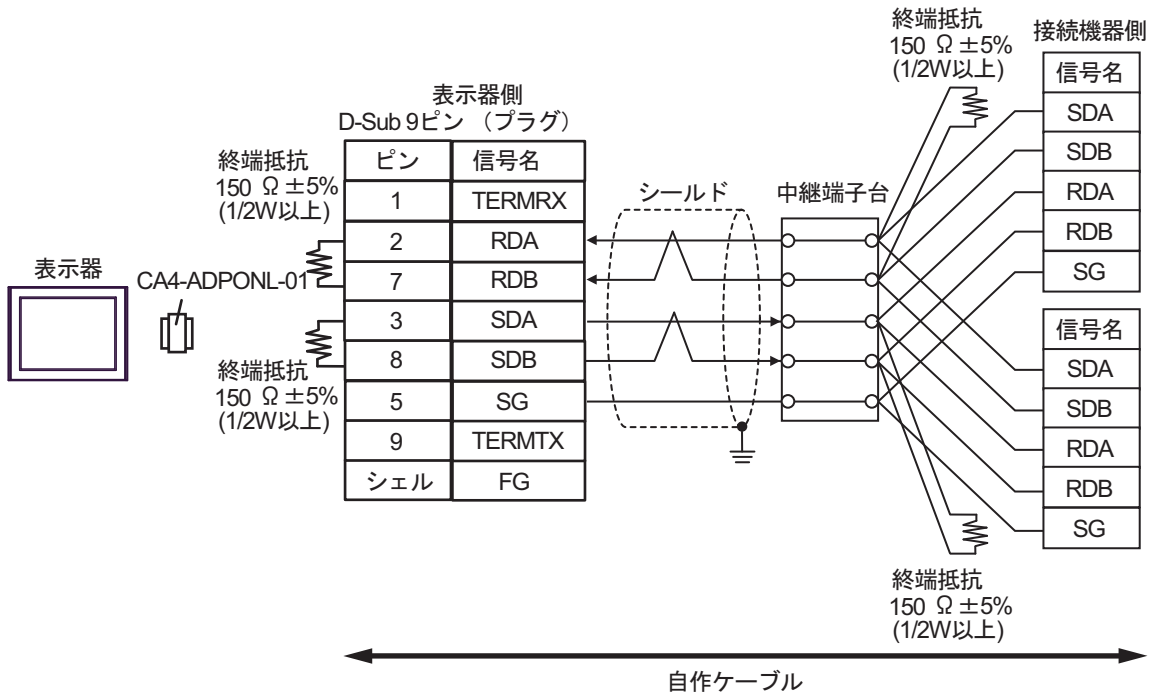 終端抵抗
150 Ω ±5%
(1/2W以上)
接続機器側
信号名
SDA
SDB
RDA
RDB
SG
表示器側
D-Sub 9ピン (プラグ)
ピン 信号名
1 TERMRX
2 RDA
7 RDB
3 SDA
8 SDB
5 SG
9 TERMTX
シェル FG
終端抵抗
150 Ω ±5%
(1/2W以上)
シールド
中継端子台
表示器
CA4-ADPONL-01
終端抵抗
150 Ω ±5%
(1/2W以上)
信号名
SDA
SDB
RDA
RDB
SG
終端抵抗
150 Ω ±5%
(1/2W以上)
自作ケーブル